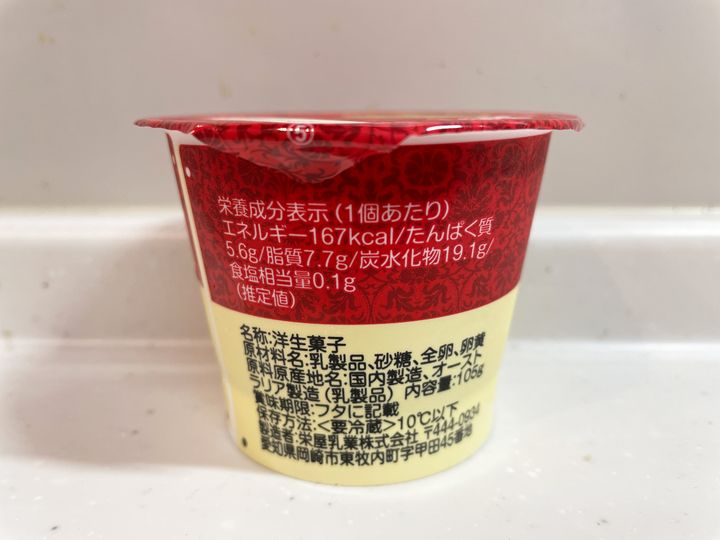 ⑤
栄養成分表示(1個あたり)
エネルギー167kcal/たんぱく質
5.6g/脂質7.7g/炭水化物19.1g/
食塩相当量0.1g
(推定値)
名称:洋生菓子
原材料名:乳製品、砂糖、全卵、卵黄
原料原産地名:国内製造、オースト
ラリア製造(乳製品) 内容量:105g
賞味期限:フタに記載
保存方法:<要冷蔵>10℃以下
製造者:栄屋乳業株式会社 〒444-0934
愛知県岡崎市東牧内町字甲田45番地